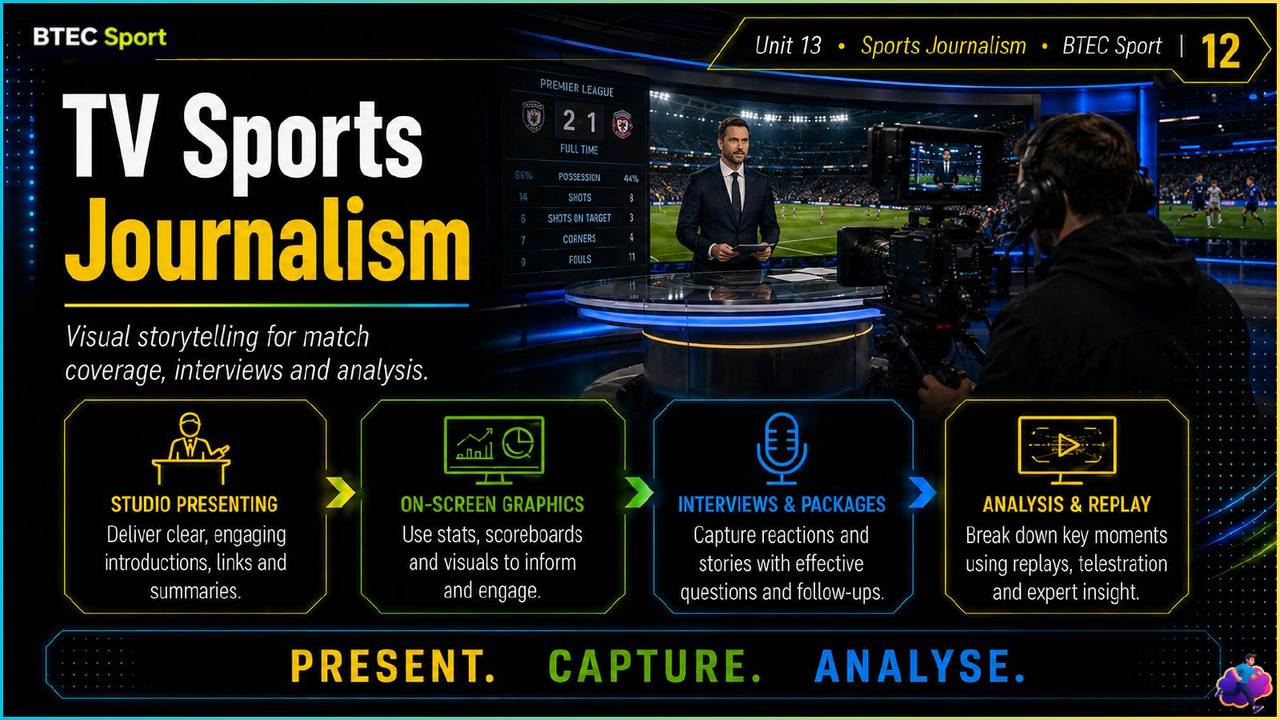 BTEC Sport
Unit 13 • Sports Journalism • BTEC Sport | 12
TV Sports
Journalism
Visual storytelling for match
coverage, interviews and analysis.
PREMIER LEAGUE
2 1
FULL TIME
56% POSSESSION 44%
14 SHOTS 8
6 SHOTS ON TARGET 3
7 CORNERS 4
9 FOULS 11
STUDIO PRESENTING
Deliver clear, engaging
introductions, links and
summaries.
ON-SCREEN GRAPHICS
Use stats, scoreboards
and visuals to inform
and engage.
INTERVIEWS & PACKAGES
Capture reactions and
stories with effective
questions and follow-ups.
ANALYSIS & REPLAY
Break down key moments
using replays, telestration
and expert insight.
PRESENT. CAPTURE. ANALYSE.